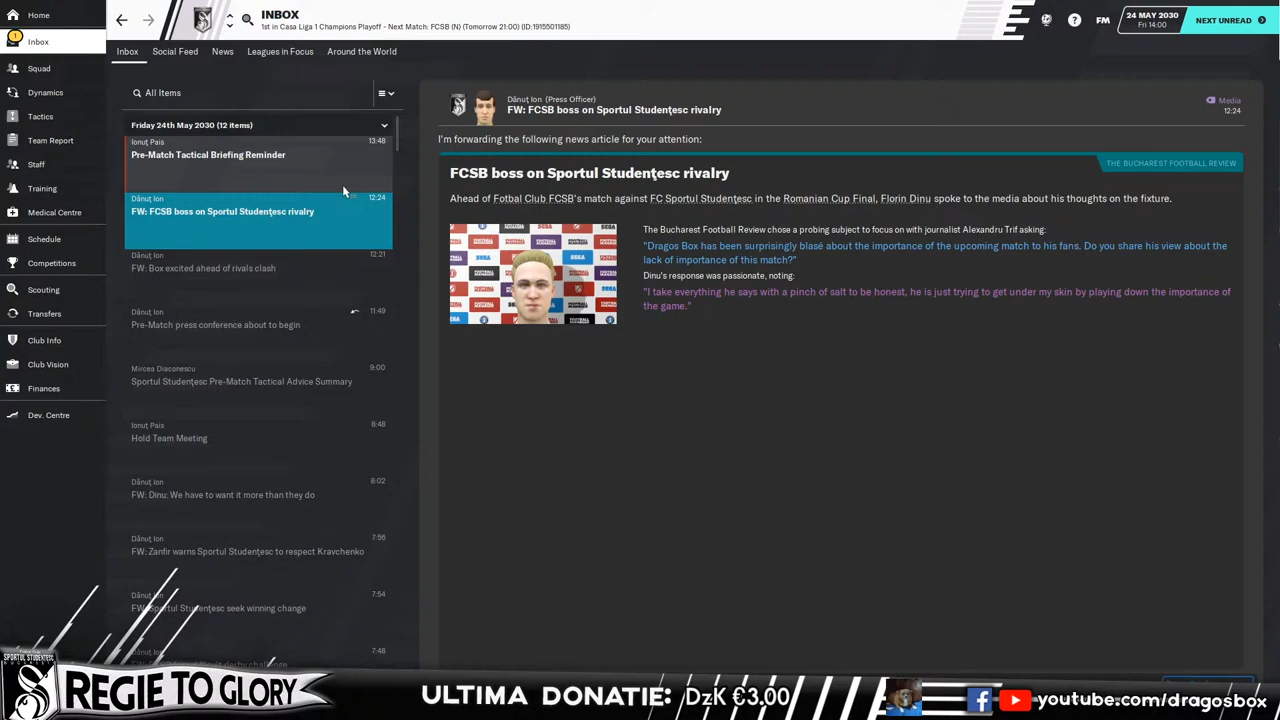 Home
INBOX
1st in Casa Liga 1 Champions Playoff - Next Match: FCSB (N) (Tomorrow 21:00) (ID:1915501185)
FM
24 MAY 2030
Fri 14:00
NEXT UNREAD
1
Inbox
Squad
Dynamics
Tactics
Team Report
Staff
Training
Medical Centre
Schedule
Competitions
Scouting
Transfers
Club Info
Club Vision
Finances
Dev. Centre
Inbox
Social Feed
News
Leagues in Focus
Around the World
All Items
Friday 24th May 2030 (12 items)
Ionuț Pais
13:48
Pre-Match Tactical Briefing Reminder
Dănuț Ion
12:24
FW: FCSB boss on Sportul Studențesc rivalry
Dănuț Ion
12:21
FW: Box excited ahead of rivals clash
Dănuț Ion
11:49
Pre-Match press conference about to begin
Mircea Diaconescu
9:00
Sportul Studențesc Pre-Match Tactical Advice Summary
Ionuț Pais
8:48
Hold Team Meeting
Dănuț Ion
8:02
FW: Dinu: We have to want it more than they do
Dănuț Ion
7:56
FW: Zanfir warns Sportul Studențesc to respect Kravchenko
Dănuț Ion
7:54
FW: Sportul Studențesc seek winning change
7:48
Dănuț Ion (Press Officer)
FW: FCSB boss on Sportul Studențesc rivalry
Media
12:24
I'm forwarding the following news article for your attention:
THE BUCHAREST FOOTBALL REVIEW
FCSB boss on Sportul Studențesc rivalry
Ahead of Fotbal Club FCSB's match against FC Sportul Studențesc in the Romanian Cup Final, Florin Dinu spoke to the media about his thoughts on the fixture.
The Bucharest Football Review chose a probing subject to focus on with journalist Alexandru Trif asking:
"Dragos Box has been surprisingly blasé about the importance of the upcoming match to his fans. Do you share his view about the
lack of importance of this match?"
Dinu's response was passionate, noting:
"I take everything he says with a pinch of salt to be honest, he is just trying to get under my skin by playing down the importance of
the game."
SPORTUL STUDENȚESC
REGIE TO GLORY
ULTIMA DONATIE: DzK €3.00
youtube.com/dragosbox